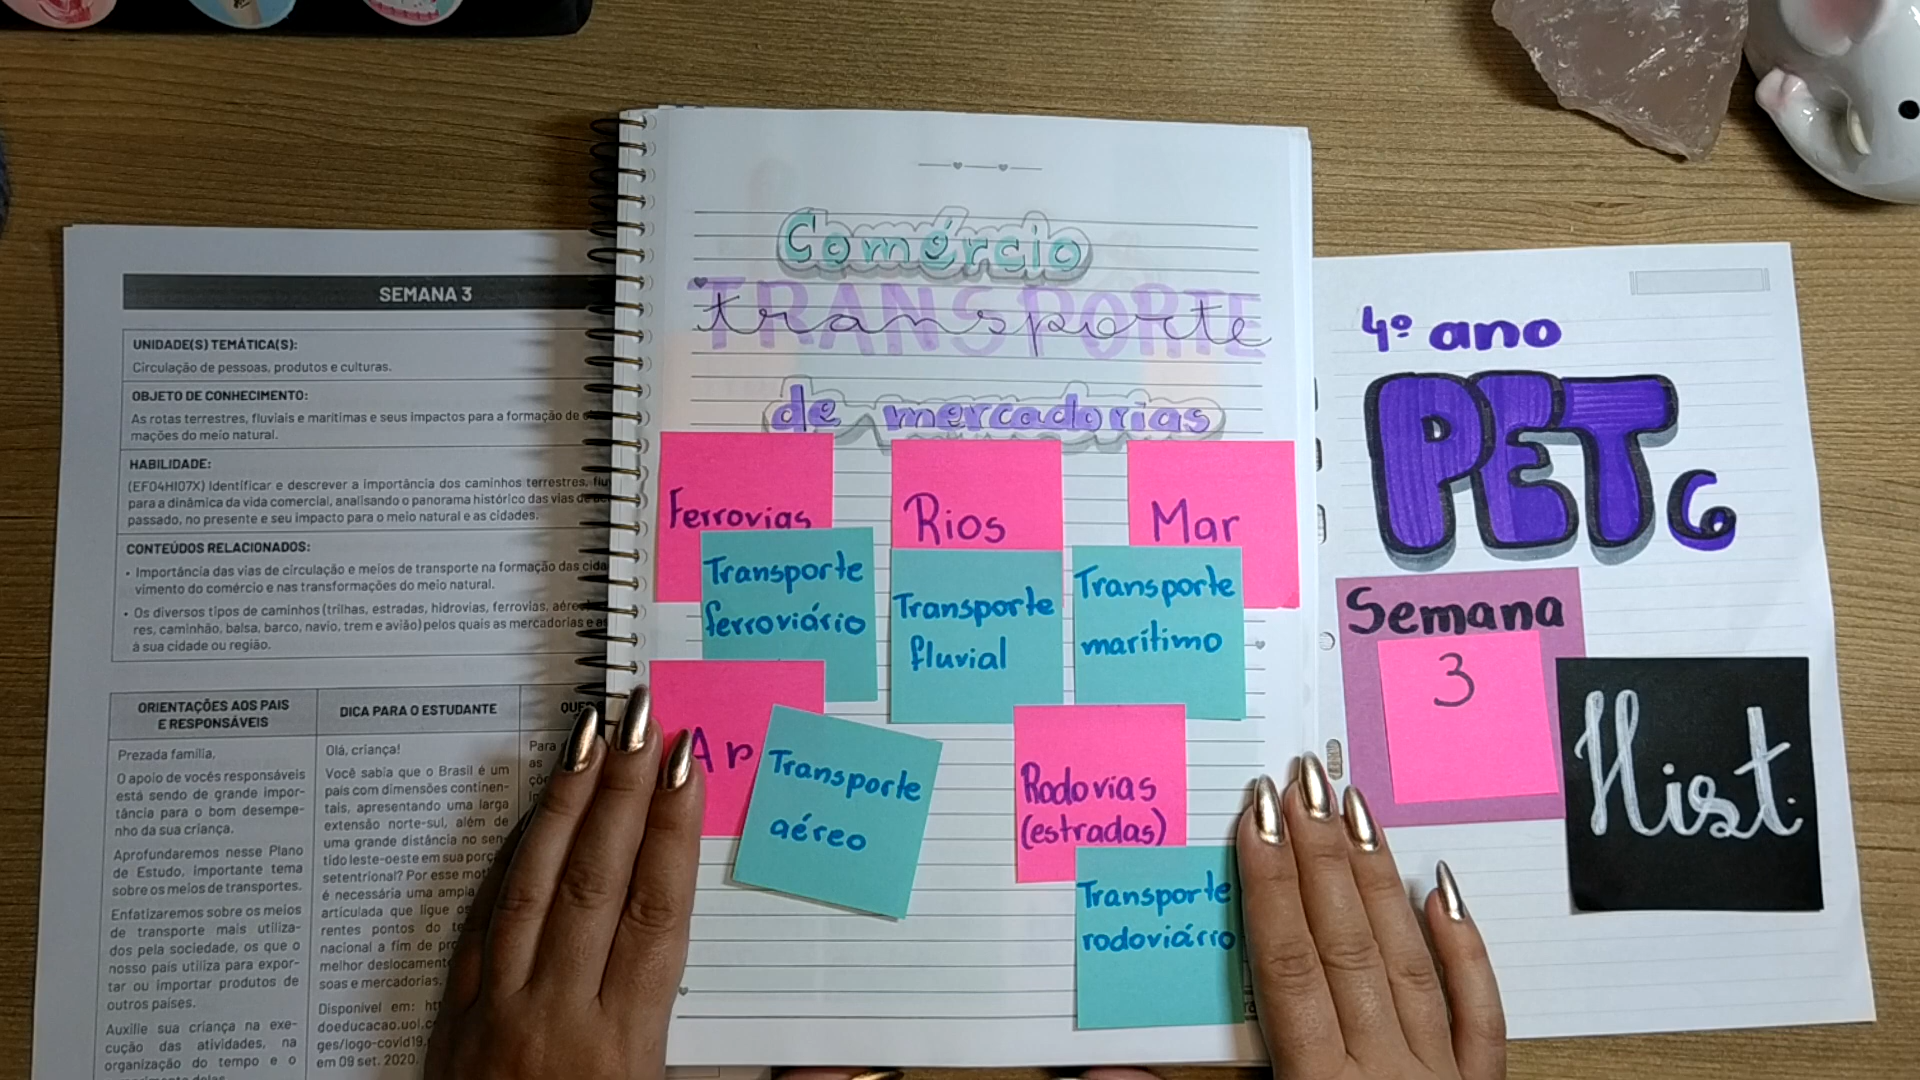 SEMANA 3
UNIDADE(S) TEMÁTICA(S):
Circulação de pessoas, produtos e culturas.
OBJETO DE CONHECIMENTO:
As rotas terrestres, fluviais e marítimas e seus impactos para a formação de
mações do meio natural.
HABILIDADE:
(EF04HI07X) Identificar e descrever a importância dos caminhos terrestres,
para a dinâmica da vida comercial, analisando o panorama histórico das vias de
passado, no presente e seu impacto para o meio natural e as cidades.
CONTEÚDOS RELACIONADOS:
• Importância das vias de circulação e meios de transporte na formação das cida
vimento do comércio e nas transformações do meio natural.
• Os diversos tipos de caminhos (trilhas, estradas, hidrovias, ferrovias,
res, caminhão, balsa, barco, navio, trem e avião) pelos quais as mercadorias e
à sua cidade ou região.
ORIENTAÇÕES AOS PAIS
E RESPONSÁVEIS
Prezada família,
O apoio de vocês responsáveis
está sendo de grande impor-
tância para o bom desempe-
nho da sua criança.
Aprofundaremos nesse Plano
de Estudo, importante tema
sobre os meios de transportes.
Enfatizaremos sobre os meios
de transporte mais utiliza-
dos pela sociedade, os que o
nosso país utiliza para expor-
tar ou importar produtos de
outros países.
Auxilie sua criança na exe-
cução das atividades, na
organização do tempo e o
DICA PARA O ESTUDANTE
Olá, criança!
Você sabia que o Brasil é um
país com dimensões continen-
tais, apresentando uma larga
extensão norte-sul, além de
uma grande distância no sen-
tido leste-oeste em sua porç
setentrional? Por esse mot
é necessária uma ampla
articulada que ligue os
rentes pontos do te
nacional a fim de pro
melhor deslocament
soas e mercadorias.
Disponível em: ht
doeducacao.uol.c
ges/logo-covid19.
em 09 set. 2020.
Para
as
Comércio
TRANSPORTE
transporte
de mercadorias
Ferrovias
Transporte
ferroviário
Rios
Transporte
fluvial
Mar
Transporte
marítimo
Ar
Transporte
aéreo
Rodovias
(estradas)
Transporte
rodoviário
4º ano
PET 6
Semana
3
Hist.